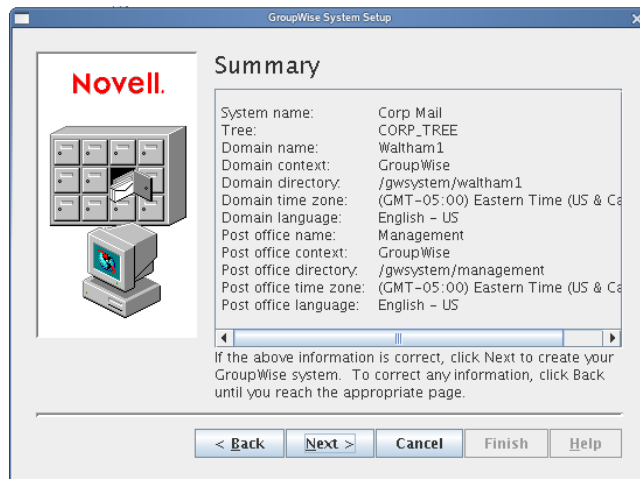 GroupWise System Setup
Novell.
Summary
System name: Corp Mail
Tree: CORP_TREE
Domain name: Waltham1
Domain context: GroupWise
Domain directory: /gwsystem/waltham1
Domain time zone: (GMT-05:00) Eastern Time (US & Ca
Domain language: English - US
Post office name: Management
Post office context: GroupWise
Post office directory: /gwsystem/management
Post office time zone: (GMT-05:00) Eastern Time (US & Ca
Post office language: English - US
If the above information is correct, click Next to create your
GroupWise system. To correct any information, click Back
until you reach the appropriate page.
< Back Next > Cancel Finish Help